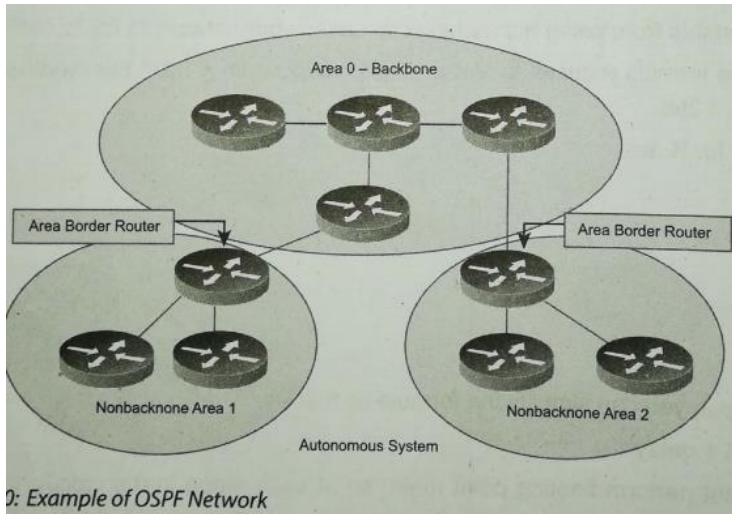 Area 0 – Backbone
Area Border Router
Area Border Router
Nonbacknone Area 1
Nonbacknone Area 2
Autonomous System
0: Example of OSPF Network